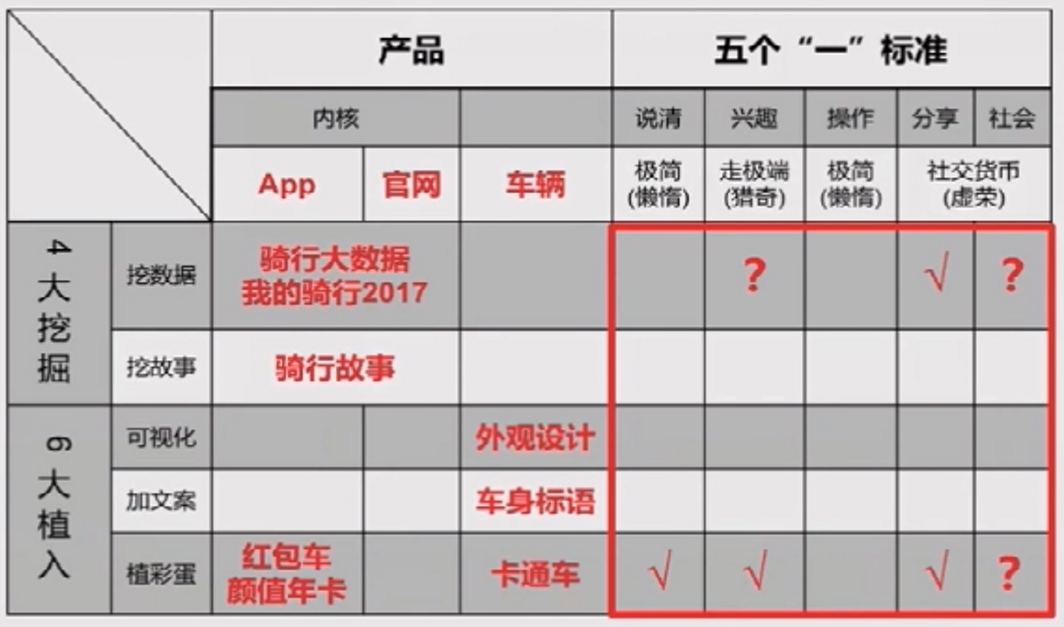 产品 五个“一”标准
内核 说清 兴趣 操作 分享 社会
App 官网 车辆 极简 (懒惰) 走极端 (猎奇) 极简 (懒惰) 社交货币 (虚荣)
4大挖掘
挖数据 骑行大数据 我的骑行2017 ? √ ?
挖故事 骑行故事
6大植入
可视化 外观设计
加文案 车身标语
植彩蛋 红包车 颜值年卡 卡通车 √ √ √ ?